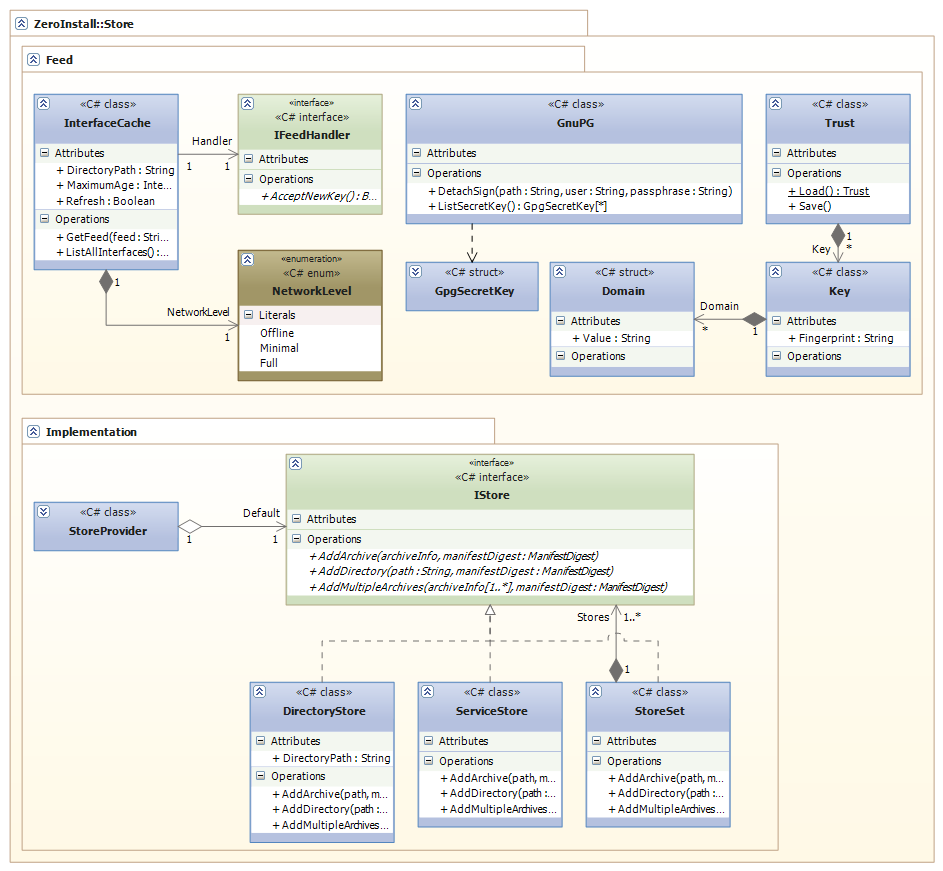 ZeroInstall::Store
Feed
«C# class»
InterfaceCache
Attributes
+ DirectoryPath : String
+ MaximumAge : Inte...
+ Refresh : Boolean
Operations
+ GetFeed(feed : Stri...
+ ListAllInterfaces() :...
Handler
1
1
«interface»
«C# interface»
IFeedHandler
Attributes
Operations
+ AcceptNewKey() : B...
«C# class»
GnuPG
Attributes
Operations
+ DetachSign(path : String, user : String, passphrase : String)
+ ListSecretKey() : GpgSecretKey[*]
«C# class»
Trust
Attributes
Operations
+ Load() : Trust
+ Save()
1
Key
*
1
NetworkLevel
1
«enumeration»
«C# enum»
NetworkLevel
Literals
Offline
Minimal
Full
«C# struct»
GpgSecretKey
«C# struct»
Domain
Attributes
+ Value : String
Operations
Domain
*
1
«C# class»
Key
Attributes
+ Fingerprint : String
Operations
Implementation
«C# class»
StoreProvider
Default
1
1
«interface»
«C# interface»
IStore
Attributes
Operations
+ AddArchive(archiveInfo, manifestDigest : ManifestDigest)
+ AddDirectory(path : String, manifestDigest : ManifestDigest)
+ AddMultipleArchives(archiveInfo[1..*], manifestDigest : ManifestDigest)
Stores
1..*
1
«C# class»
DirectoryStore
Attributes
+ DirectoryPath : String
Operations
+ AddArchive(path, m...
+ AddDirectory(path :...
+ AddMultipleArchives...
«C# class»
ServiceStore
Attributes
Operations
+ AddArchive(path, m...
+ AddDirectory(path :...
+ AddMultipleArchives...
«C# class»
StoreSet
Attributes
Operations
+ AddArchive(path, m...
+ AddDirectory(path :...
+ AddMultipleArchives...